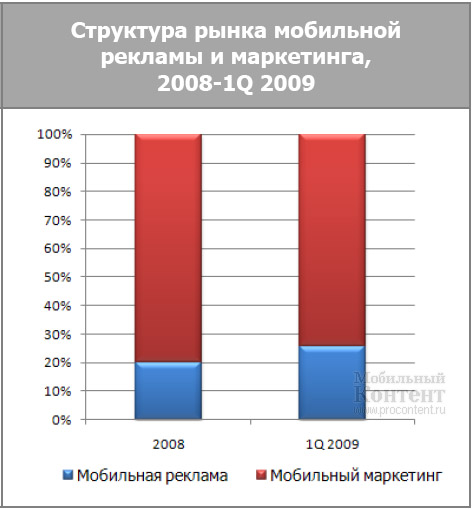 Структура рынка мобильной
рекламы и маркетинга,
2008-1Q 2009
100%
90%
80%
70%
60%
50%
40%
30%
20%
10%
0%
Мобильный
Контент
www.procontent.ru
2008 1Q 2009
Мобильная реклама Мобильный маркетинг